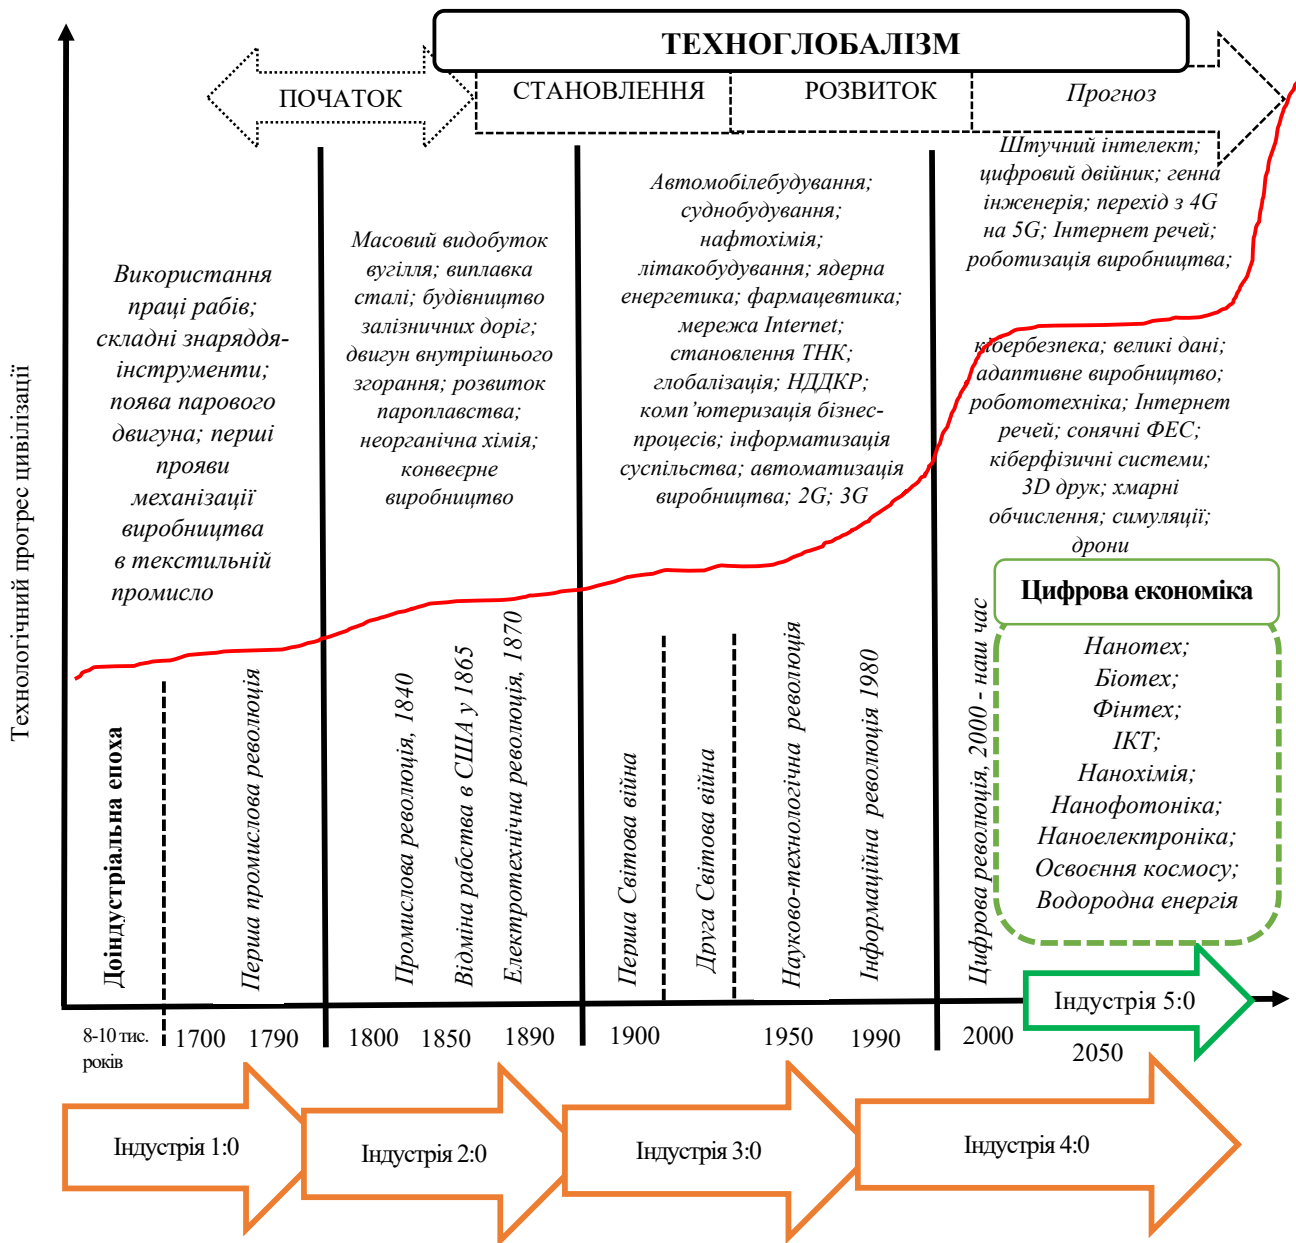 ТЕХНОГЛОБАЛІЗМ
ПОЧАТОК
СТАНОВЛЕННЯ
РОЗВИТОК
Прогноз
Технологічний прогрес цивілізації
Використання
праці рабів;
складні знаряддя-
інструменти;
поява парового
двигуна; перші
прояви
механізації
виробництва
в текстильній
промисло
Масовий видобуток
вугілля; виплавка
сталі; будівництво
залізничних доріг;
двигун внутрішнього
згорання; розвиток
пароплавства;
неорганічна хімія;
конвеєрне
виробництво
Автомобілебудування;
суднобудування;
нафтохімія;
літакобудування; ядерна
енергетика; фармацевтика;
мережа Internet;
становлення ТНК;
глобалізація; НДДКР;
комп’ютеризація бізнес-
процесів; інформатизація
суспільства; автоматизація
виробництва; 2G; 3G
Штучний інтелект;
цифровий двійник; генна
інженерія; перехід з 4G
на 5G; Інтернет речей;
роботизація виробництва;
кібербезпека; великі дані;
адаптивне виробництво;
робототехніка; Інтернет
речей; сонячні ФЕС;
кіберфізичні системи;
3D друк; хмарні
обчислення; симуляції;
дрони
Доіндустріальна епоха
Перша промислова революція
Промислова революція, 1840
Відміна рабства в США у 1865
Електротехнічна революція, 1870
Перша Світова війна
Друга Світова війна
Науково-технологічна революція
Інформаційна революція 1980
Цифрова революція, 2000 - наш час
Цифрова економіка
Нанотех;
Біотех;
Фінтех;
ІКТ;
Нанохімія;
Нанофотоніка;
Наноелектроніка;
Освоєння космосу;
Водородна енергія
Індустрія 5:0
8-10 тис.
років
1700
1790
1800
1850
1890
1900
1950
1990
2000
2050
Індустрія 1:0
Індустрія 2:0
Індустрія 3:0
Індустрія 4:0